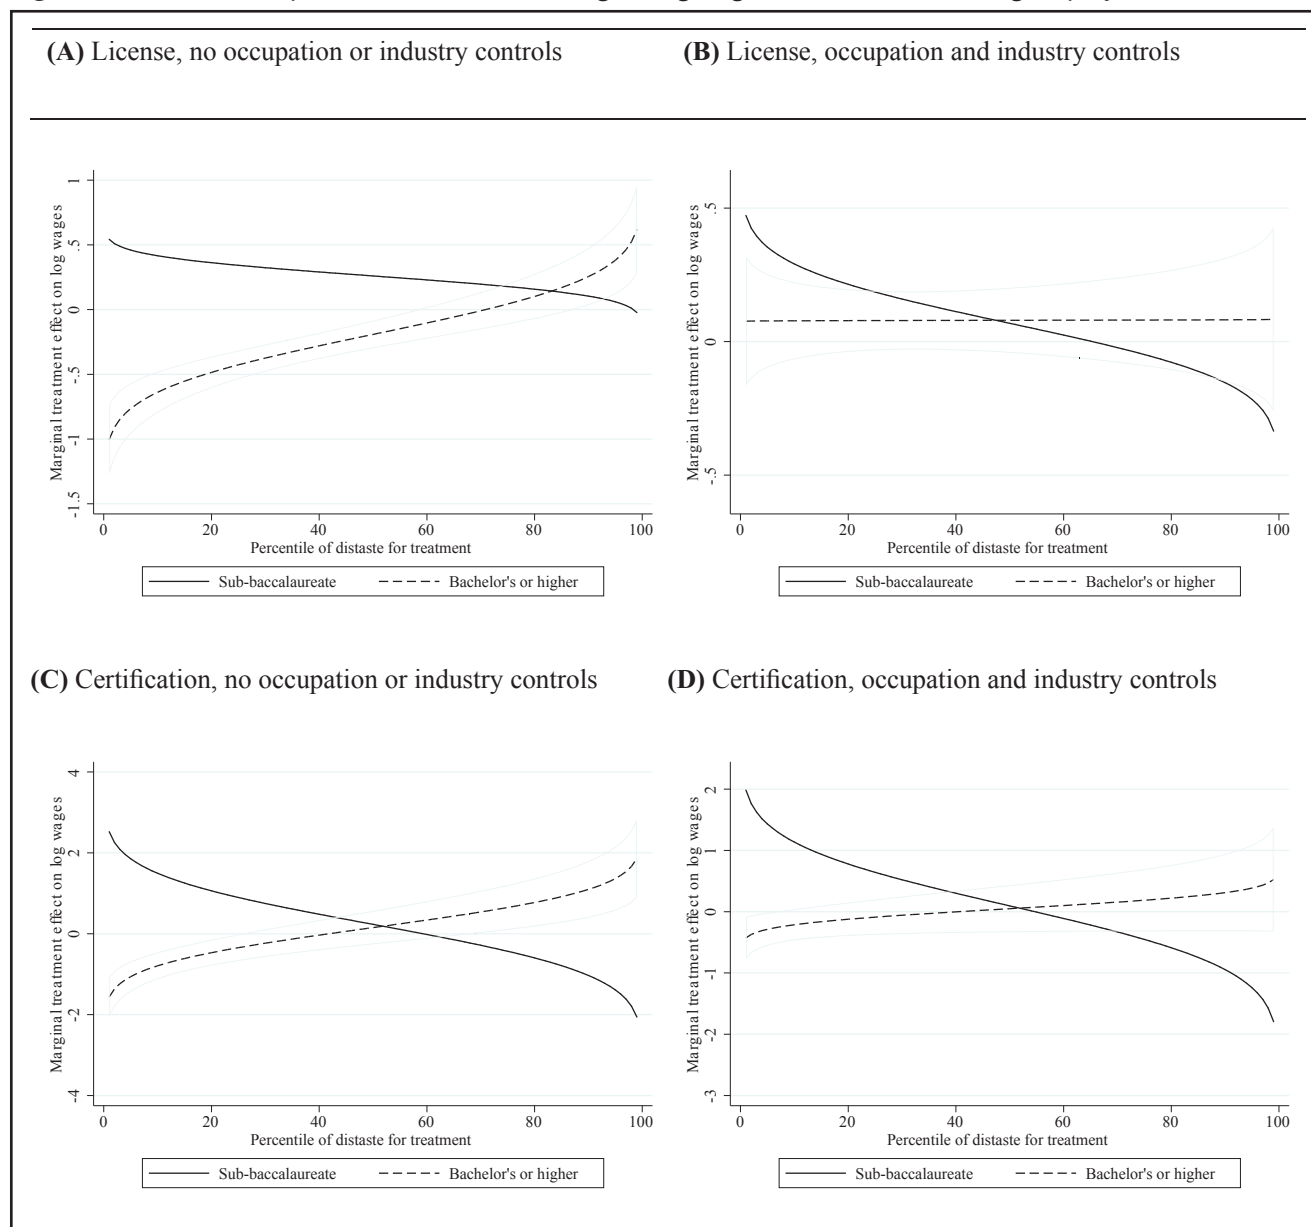 (A) License, no occupation or industry controls
(B) License, occupation and industry controls
Marginal treatment effect on log wages
1
.5
0
-.5
-1
-1.5
0 20 40 60 80 100
Percentile of distaste for treatment
Sub-baccalaureate Bachelor's or higher
Marginal treatment effect on log wages
.5
0
-.5
0 20 40 60 80 100
Percentile of distaste for treatment
Sub-baccalaureate Bachelor's or higher
(C) Certification, no occupation or industry controls
(D) Certification, occupation and industry controls
Marginal treatment effect on log wages
4
2
0
-2
-4
0 20 40 60 80 100
Percentile of distaste for treatment
Sub-baccalaureate Bachelor's or higher
Marginal treatment effect on log wages
2
1
0
-1
-2
-3
0 20 40 60 80 100
Percentile of distaste for treatment
Sub-baccalaureate Bachelor's or higher